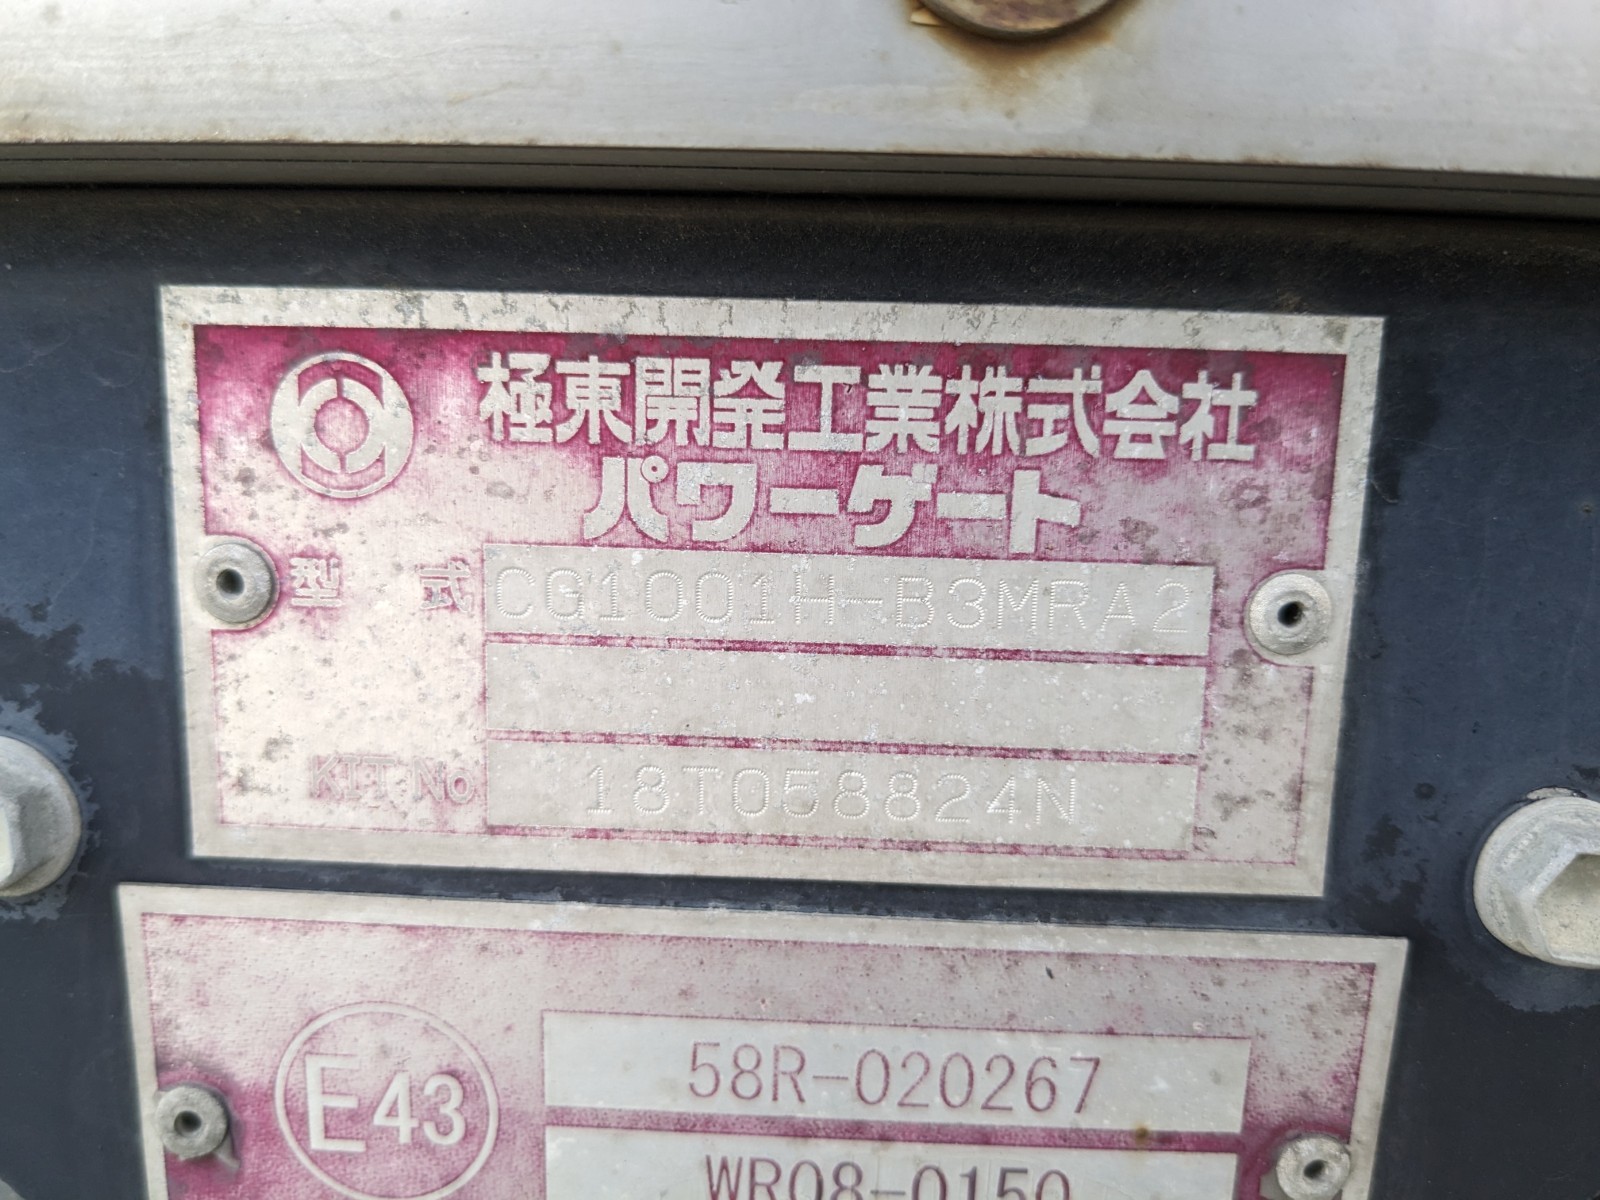 極東開発工業株式会社
パワーゲート
型 式 CG1001H-B3MRA2
KIT No 18T058824N
E43 58R-020267
WR08-0150